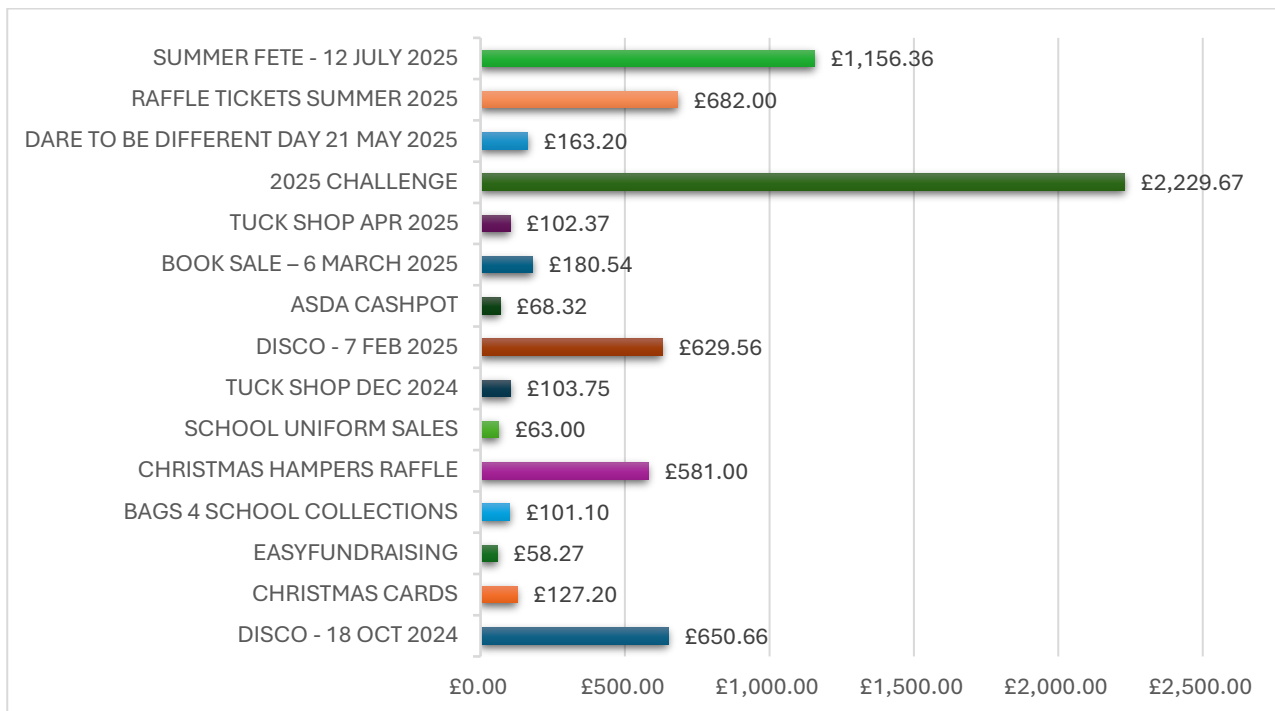 SUMMER FETE - 12 JULY 2025 £1,156.36
RAFFLE TICKETS SUMMER 2025 £682.00
DARE TO BE DIFFERENT DAY 21 MAY 2025 £163.20
2025 CHALLENGE £2,229.67
TUCK SHOP APR 2025 £102.37
BOOK SALE – 6 MARCH 2025 £180.54
ASDA CASHPOT £68.32
DISCO - 7 FEB 2025 £629.56
TUCK SHOP DEC 2024 £103.75
SCHOOL UNIFORM SALES £63.00
CHRISTMAS HAMPERS RAFFLE £581.00
BAGS 4 SCHOOL COLLECTIONS £101.10
EASYFUNDRAISING £58.27
CHRISTMAS CARDS £127.20
DISCO - 18 OCT 2024 £650.66
£0.00 £500.00 £1,000.00 £1,500.00 £2,000.00 £2,500.00